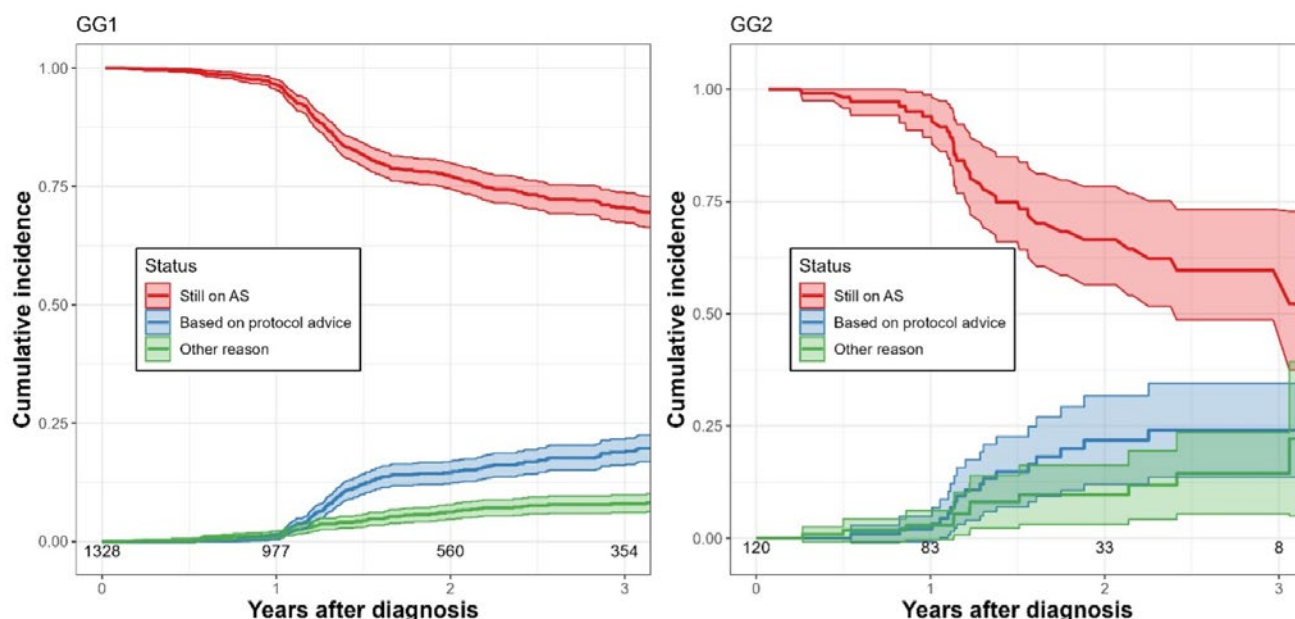 GG1
Cumulative incidence
1.00
0.75
0.50
0.25
0.00
Status
Still on AS
Based on protocol advice
Other reason
1328 977 560 354
0 1 2 3
Years after diagnosis
GG2
Cumulative incidence
1.00
0.75
0.50
0.25
0.00
Status
Still on AS
Based on protocol advice
Other reason
120 83 33 8
0 1 2 3
Years after diagnosis